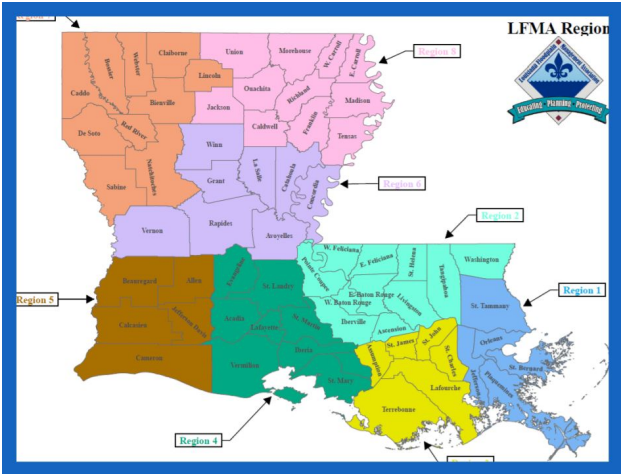 LFMA Region
Claiborne
Union
Morehouse
W. Carroll
E. Carroll
Region 8
Webster
Bossier
Lincoln
Ouachita
Richland
Madison
Caddo
Bienville
Jackson
Franklin
Educating Planning Protecting
De Soto
Red River
Caldwell
Tensas
Winn
Natchitoches
Sabine
Grant
La Salle
Catahoula
Concordia
Region 6
Vernon
Rapides
Avoyelles
Region 2
W. Feliciana
E. Feliciana
St. Helena
Tangipahoa
Washington
Pointe Coupee
Evangeline
Beauregard
Allen
St. Landry
E. Baton Rouge
W. Baton Rouge
Livingston
Region 1
Region 5
St. Tammany
Calcasieu
Jefferson Davis
Acadia
Lafayette
St. Martin
Iberville
Ascension
Orleans
Cameron
Vermilion
Iberia
St. Mary
Assumption
St. James
St. John
St. Charles
Jefferson
St. Bernard
Plaquemines
Lafourche
Terrebonne
Region 4